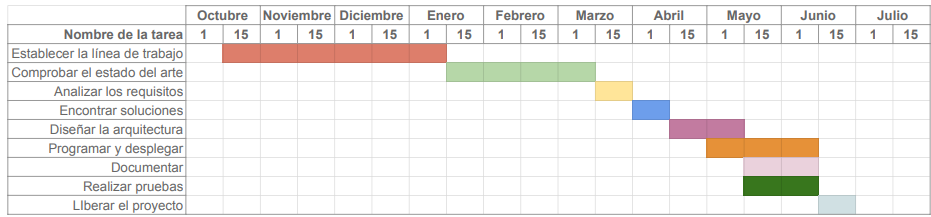 Octubre Noviembre Diciembre Enero Febrero Marzo Abril Mayo Junio Julio
Nombre de la tarea 1 15 1 15 1 15 1 15 1 15 1 15 1 15 1 15 1 15 1 15
Establecer la línea de trabajo
Comprobar el estado del arte
Analizar los requisitos
Encontrar soluciones
Diseñar la arquitectura
Programar y desplegar
Documentar
Realizar pruebas
LIberar el proyecto